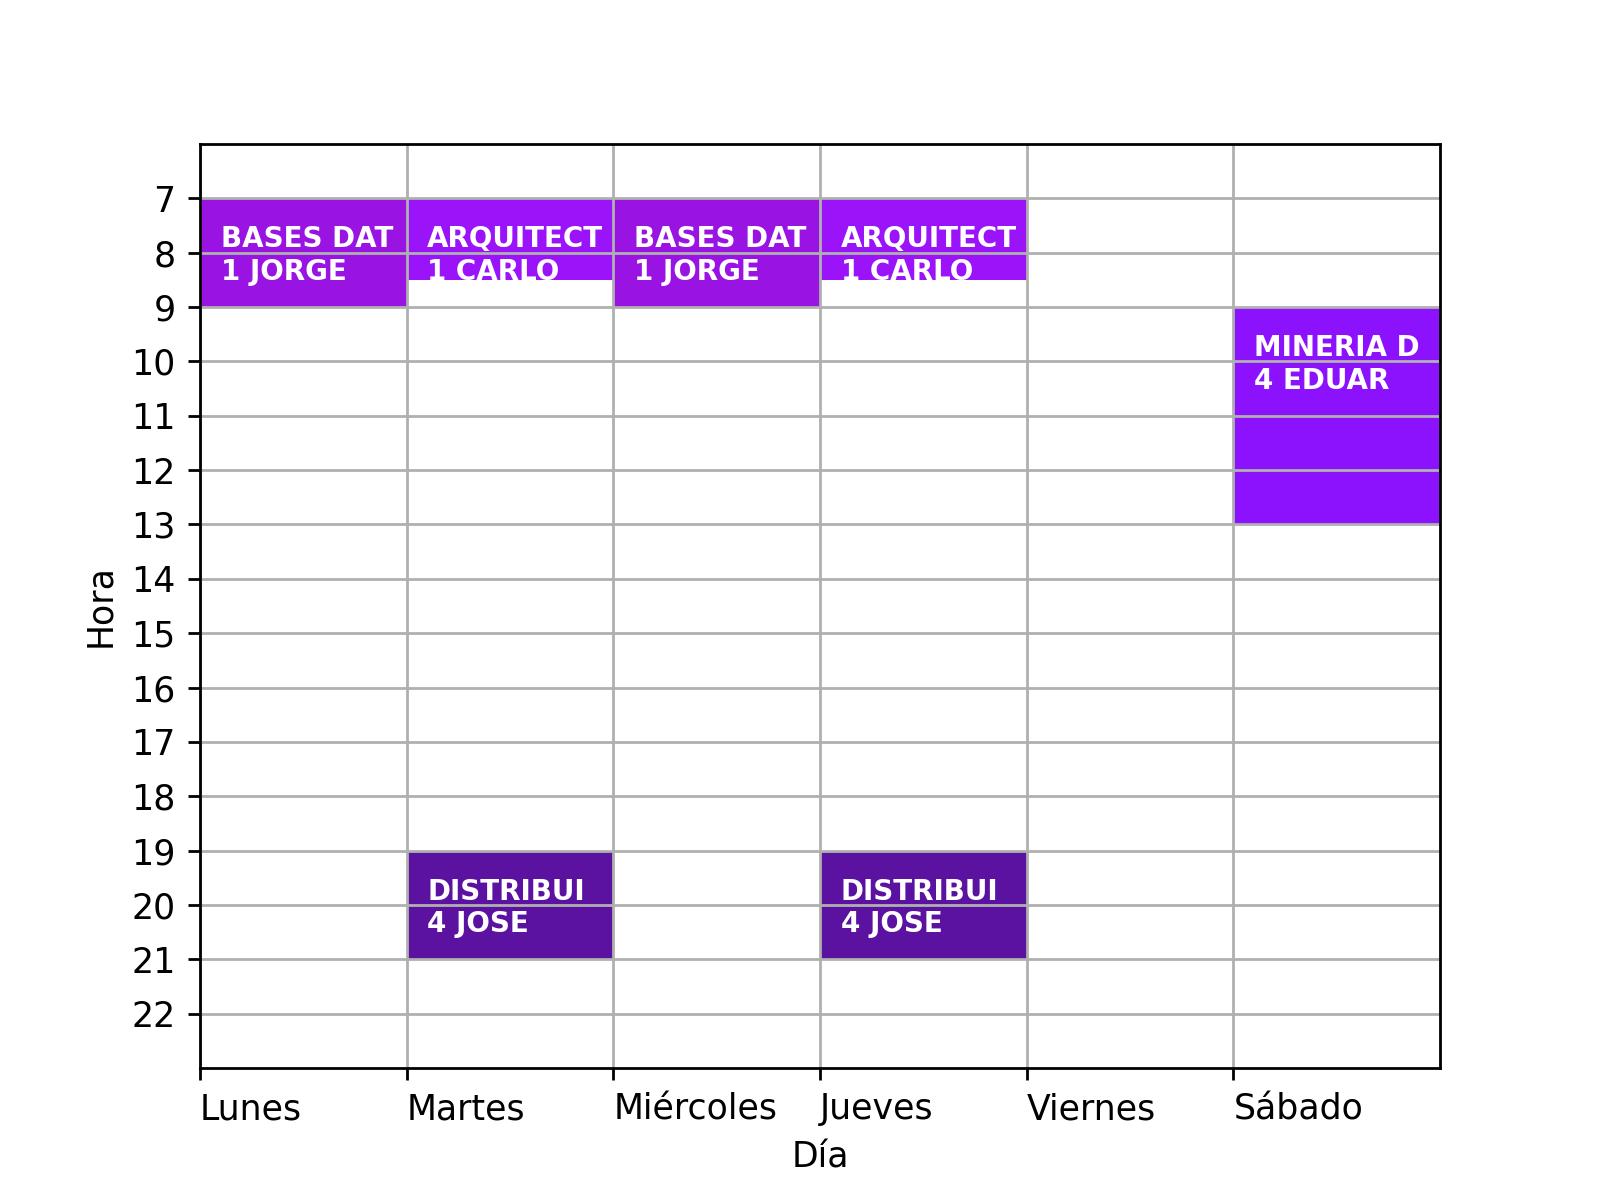 7
BASES DAT
1 JORGE
ARQUITECT
1 CARLO
BASES DAT
1 JORGE
ARQUITECT
1 CARLO
8
9
MINERIA D
4 EDUAR
10
11
12
13
14
15
16
17
18
19
DISTRIBUI
4 JOSE
DISTRIBUI
4 JOSE
20
21
22
Hora
Lunes
Martes
Miércoles
Jueves
Viernes
Sábado
Día